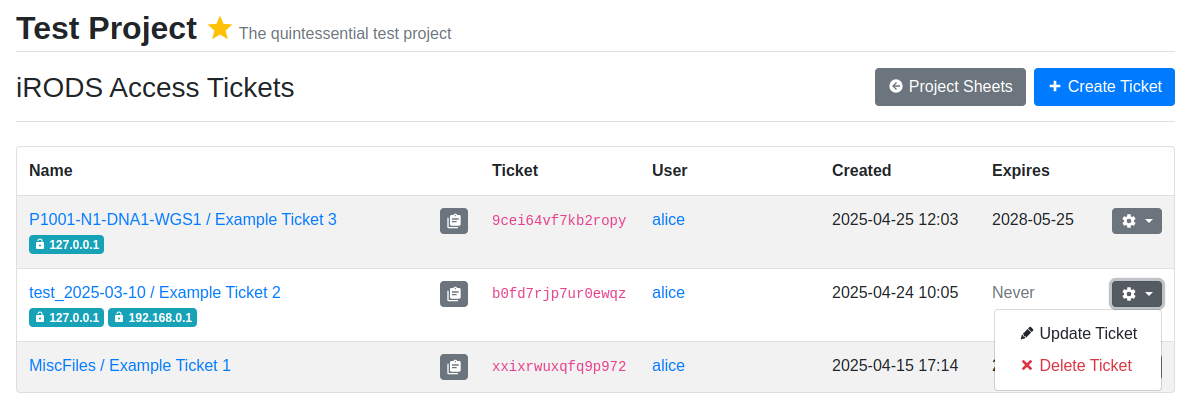 Test Project The quintessential test project
iRODS Access Tickets
Project Sheets
Create Ticket
Name Ticket User Created Expires
P1001-N1-DNA1-WGS1 / Example Ticket 3 9cei64vf7kb2ropy alice 2025-04-25 12:03 2028-05-25
127.0.0.1
test_2025-03-10 / Example Ticket 2 b0fd7rjp7ur0ewqz alice 2025-04-24 10:05 Never
127.0.0.1 192.168.0.1
Update Ticket
MiscFiles / Example Ticket 1 xxixrwuxqfq9p972 alice 2025-04-15 17:14
Delete Ticket